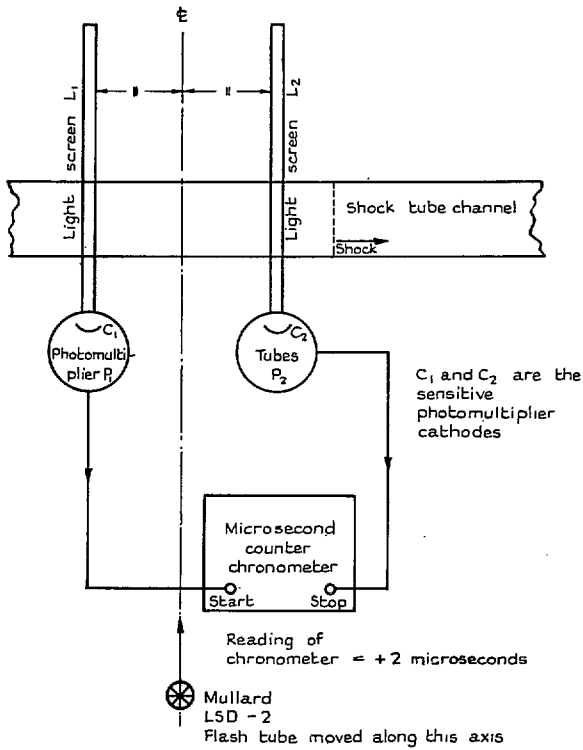 ℄
Light screen L₁
=
=
Light screen L₂
Shock tube channel
Shock
C₁
Photomulti-
plier P₁
C₂
Tubes
P₂
C₁ and C₂ are the
sensitive
photomultiplier
cathodes
Microsecond
counter
chronometer
Start
Stop
Reading of
chronometer = +2 microseconds
Mullard
LSD-2
Flash tube moved along this axis